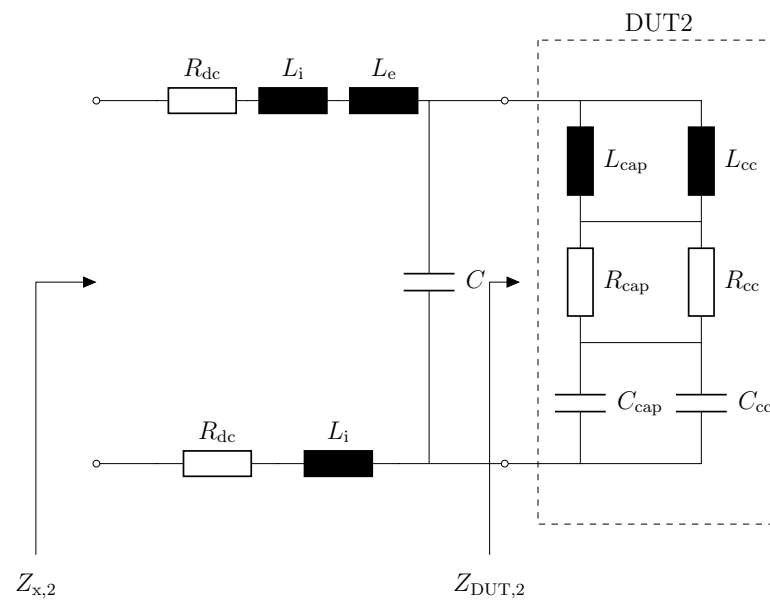 DUT2
R_dc L_i L_e
L_cap L_cc
C R_cap R_cc
C_cap C_cc
R_dc L_i
Z_x,2 Z_DUT,2